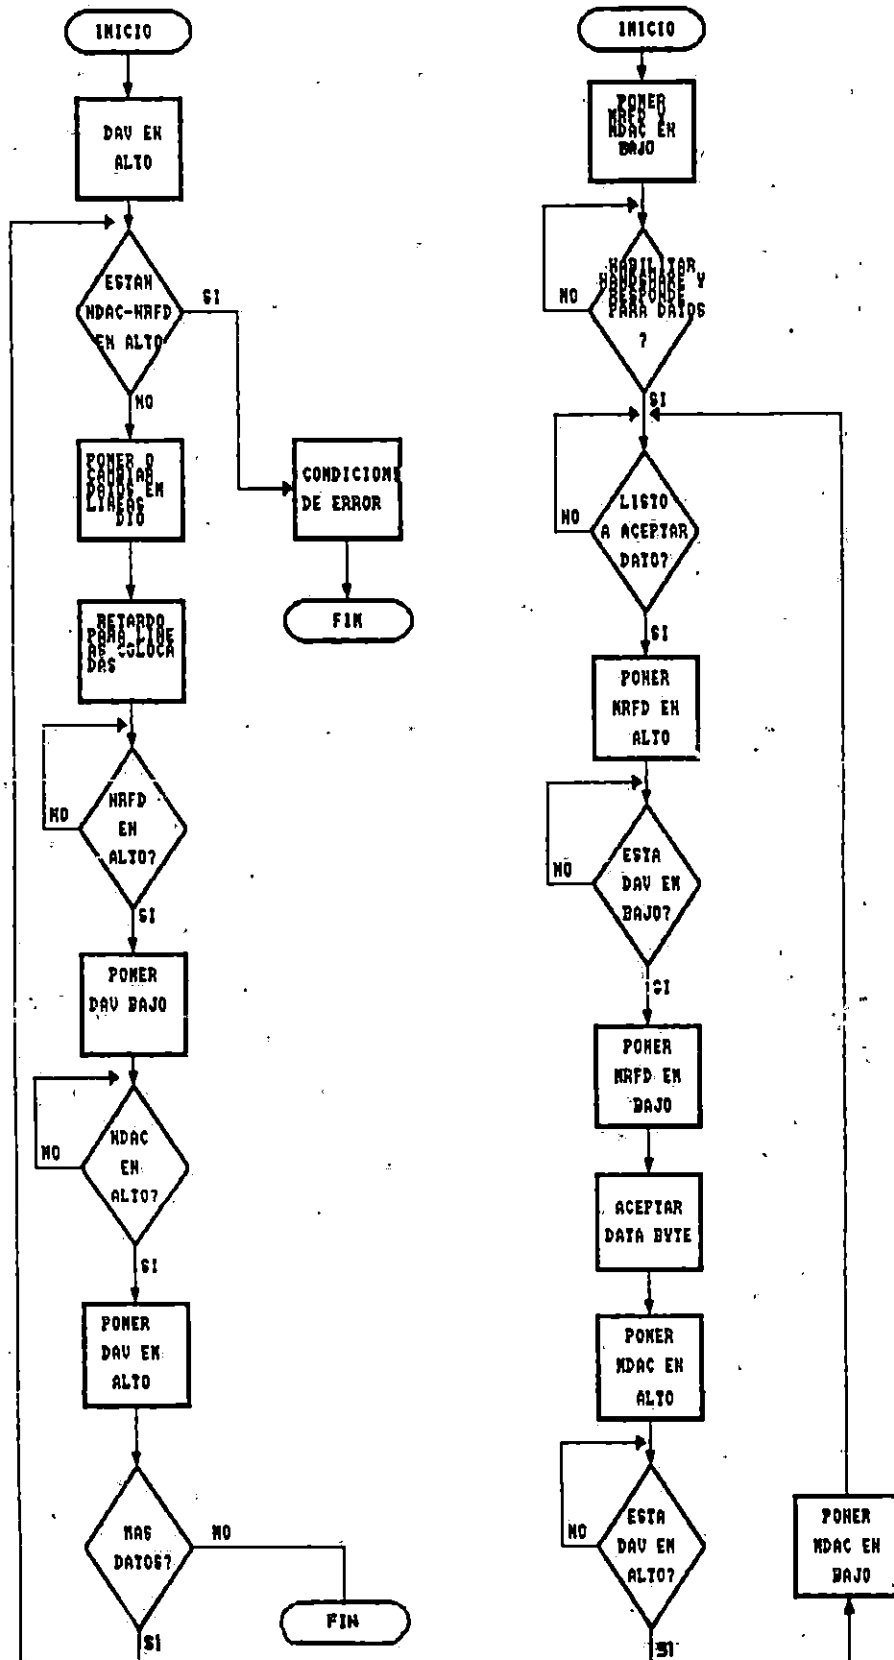 INICIO
DAV EN
ALTO
ESTAN
NDAC-NRFD
EN ALTO
SI
NO
PONER O
CAMBIAR
DATOS EN
LINEAS
DIO
CONDICIONE
DE ERROR
FIN
RETARDO
PARA LINE
AS COLOCA
DAS
NRFD
EN
ALTO?
NO
SI
PONER
DAV BAJO
NDAC
EN
ALTO?
NO
SI
PONER
DAV EN
ALTO
MAS
DATOS?
NO
FIN
SI
INICIO
PONER
NRFD Y
NDAC EN
BAJO
HABILITAR
HANDSHAKE Y
RESPONDE
PARA DATOS
?
NO
SI
LISTO
A ACEPTAR
DATO?
NO
SI
PONER
NRFD EN
ALTO
ESTA
DAV EN
BAJO?
NO
SI
PONER
NRFD EN
BAJO
ACEPTAR
DATA BYTE
PONER
NDAC EN
ALTO
ESTA
DAV EN
ALTO?
NO
SI
PONER
NDAC EN
BAJO